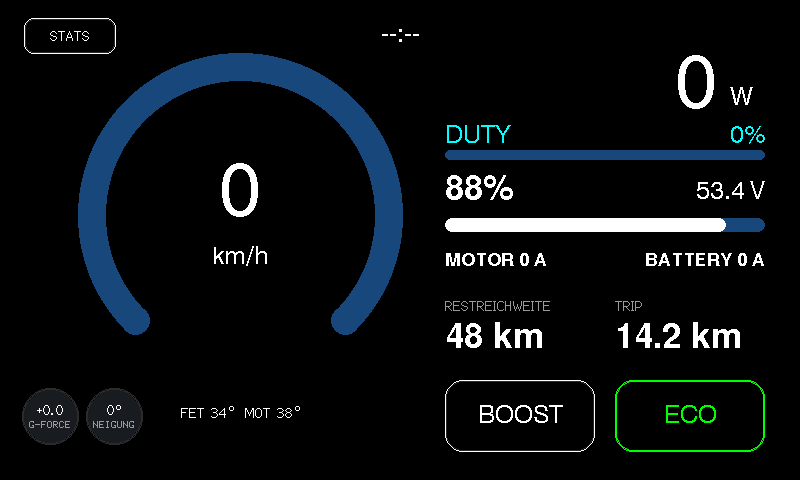 STATS
--:--
0 W
DUTY 0%
88% 53.4 V
0
km/h
MOTOR 0 A BATTERY 0 A
RESTREICHWEITE TRIP
48 km 14.2 km
+0.0 0°
G-FORCE NEIGUNG
FET 34° MOT 38°
BOOST ECO